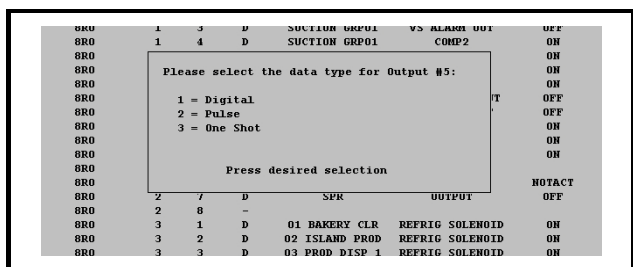 8RO 1 3 D SUCTION GRP01 VS ALARM OUT OFF
8RO 1 4 D SUCTION GRP01 COMP2 ON
8RO ON
Please select the data type for Output #5:
8RO ON
8RO ON
1 = Digital
8RO T OFF
2 = Pulse
8RO OFF
3 = One Shot
8RO ON
8RO ON
8RO ON
Press desired selection
8RO NOTACT
8RO 2 7 D SPR OUTPUT OFF
8RO 2 8 -
8RO 3 1 D 01 BAKERY CLR REFRIG SOLENOID ON
8RO 3 2 D 02 ISLAND PROD REFRIG SOLENOID ON
8RO 3 3 D 03 PROD DISP 1 REFRIG SOLENOID ON